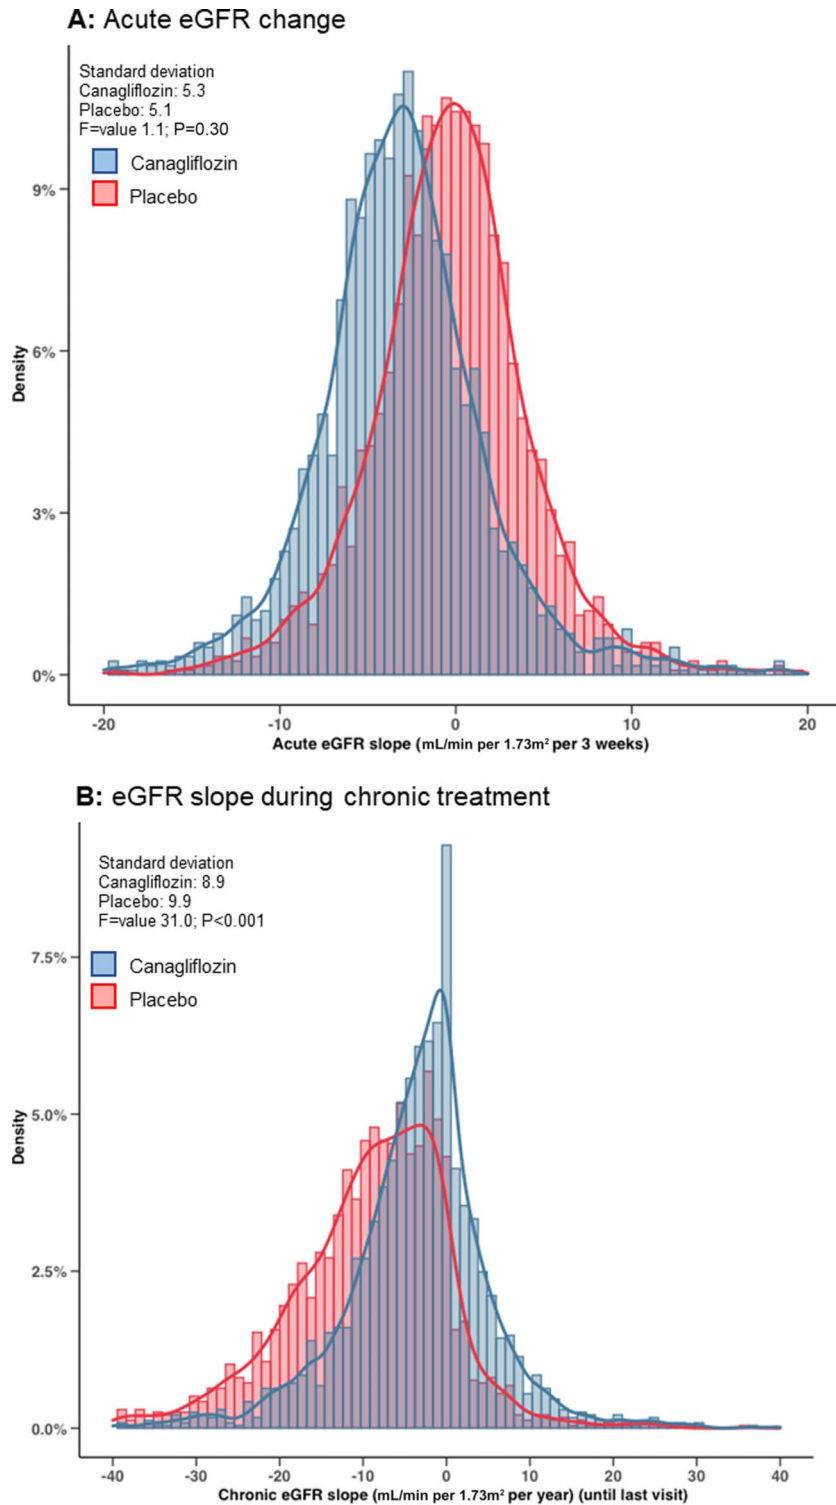 A: Acute eGFR change
Standard deviation
Canagliflozin: 5.3
Placebo: 5.1
F=value 1.1; P=0.30
Canagliflozin
Placebo
9%
6%
3%
0%
Density
-20 -10 0 10 20
Acute eGFR slope (mL/min per 1.73m² per 3 weeks)
B: eGFR slope during chronic treatment
Standard deviation
Canagliflozin: 8.9
Placebo: 9.9
F=value 31.0; P<0.001
Canagliflozin
Placebo
7.5%
5.0%
2.5%
0.0%
Density
-40 -30 -20 -10 0 10 20 30 40
Chronic eGFR slope (mL/min per 1.73m² per year) (until last visit)